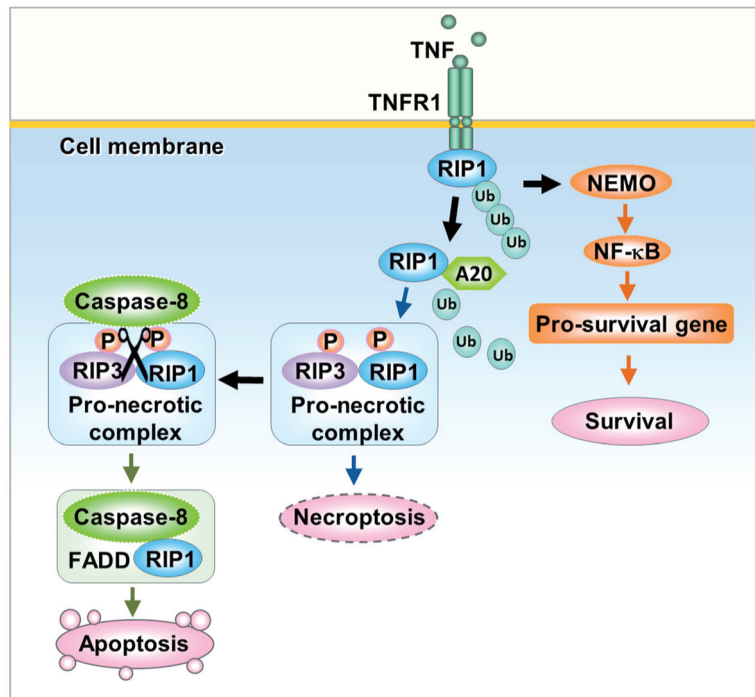 TNF
TNFR1
Cell membrane
RIP1
Ub
Ub
Ub
NEMO
NF-κB
Pro-survival gene
Survival
RIP1
A20
Ub
Ub
Ub
Caspase-8
P
P
RIP3
RIP1
Pro-necrotic
complex
P
P
RIP3
RIP1
Pro-necrotic
complex
Necroptosis
Caspase-8
FADD
RIP1
Apoptosis